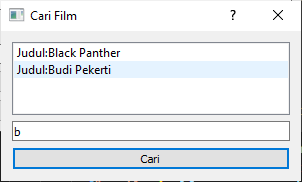 Cari Film
?
Judul:Black Panther
Judul:Budi Pekerti
b
Cari